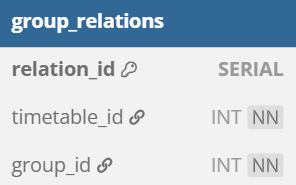 group_relations
relation_id SERIAL
timetable_id INT NN
group_id INT NN